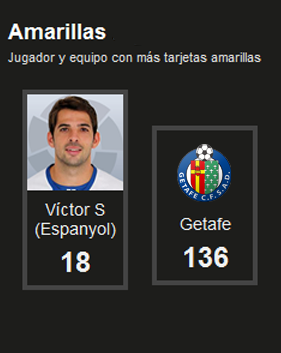 Amarillas
Jugador y equipo con más tarjetas amarillas
Víctor S
(Espanyol)
18
GETAFE C.F. S.A.D.
Getafe
136